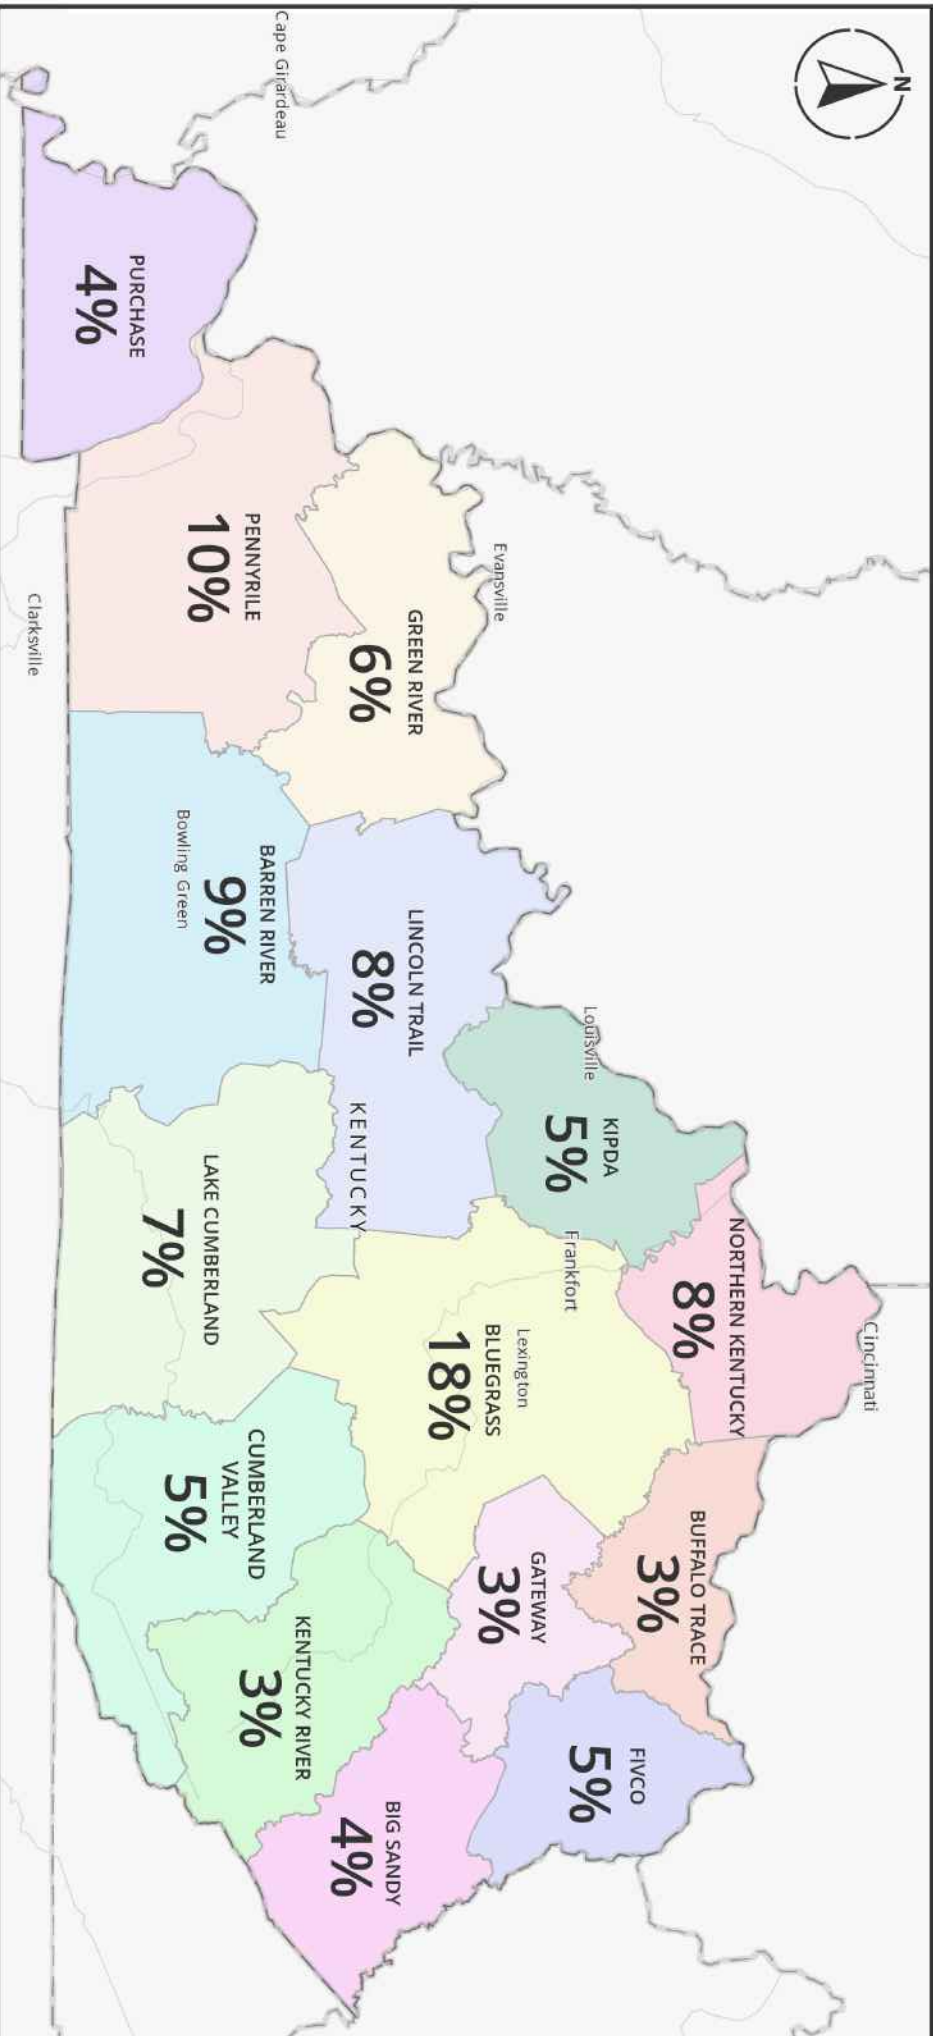 N
Cape Girardeau
Cincinnati
NORTHERN KENTUCKY
8%
BUFFALO TRACE
3%
Louisville
KIPDA
5%
Frankfort
FIVCO
5%
Evansville
Lexington
BLUEGRASS
18%
GATEWAY
3%
GREEN RIVER
6%
LINCOLN TRAIL
8%
KENTUCKY
BIG SANDY
4%
KENTUCKY RIVER
3%
PENNYRILE
10%
BARREN RIVER
9%
Bowling Green
LAKE CUMBERLAND
7%
CUMBERLAND
VALLEY
5%
PURCHASE
4%
Clarksville